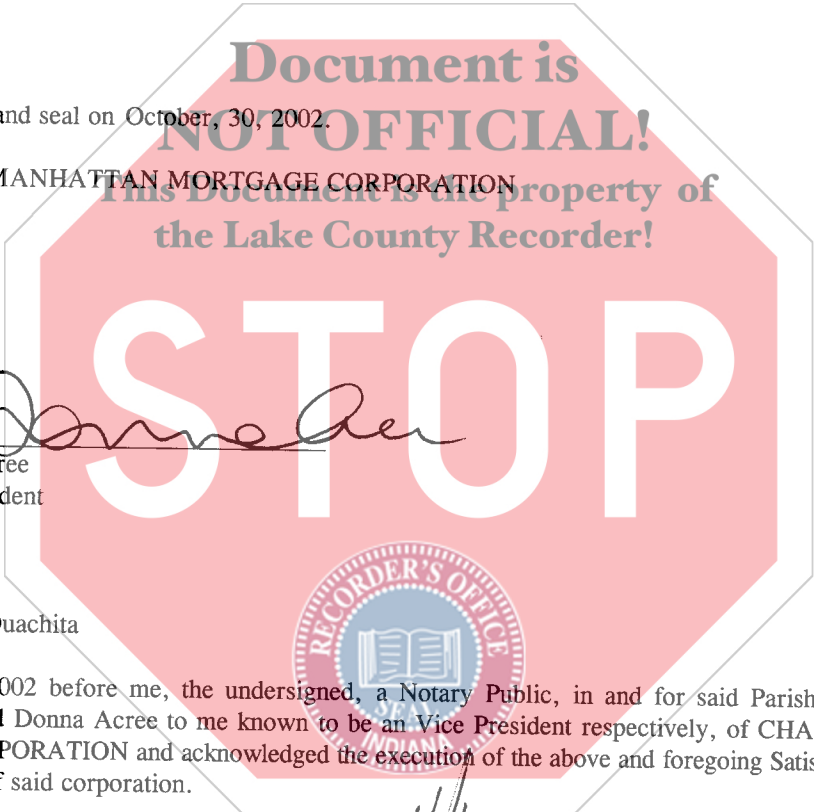 Document is
NOT OFFICIAL!
and seal on October, 30, 2002.
MANHATTAN MORTGAGE CORPORATION
This Document is the property of
the Lake County Recorder!
STOP
Donna Acree
ree
dent
RECORDER'S OFFICE
SEAL
INDIANA
Ouachita
002 before me, the undersigned, a Notary Public, in and for said Parish
Donna Acree to me known to be an Vice President respectively, of CHA
PORATION and acknowledged the execution of the above and foregoing Satis
f said corporation.